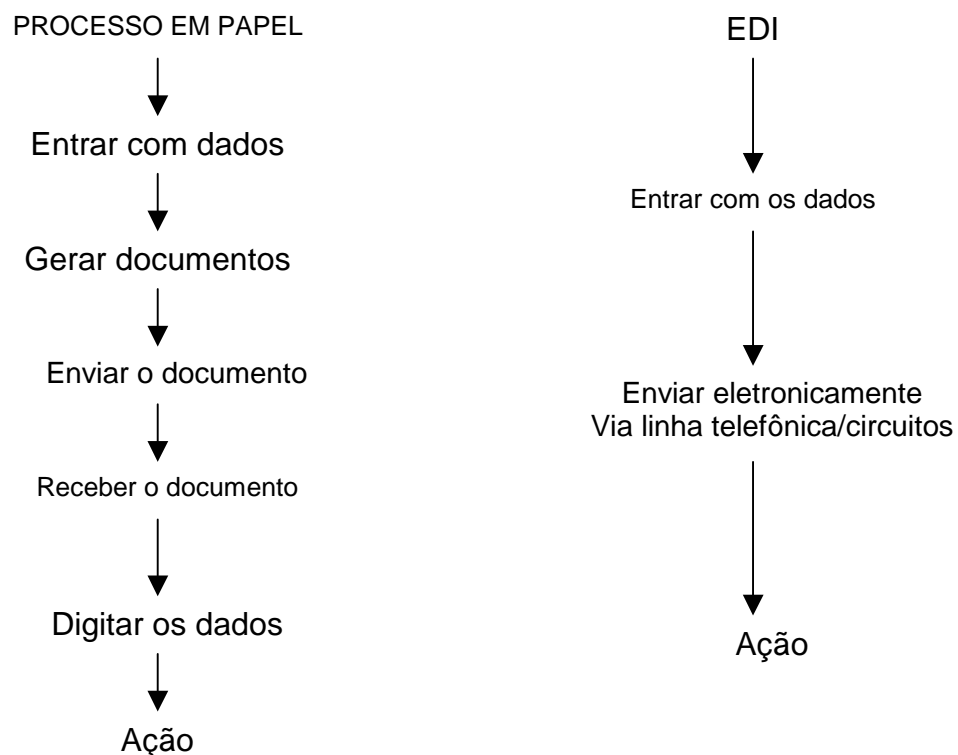 PROCESSO EM PAPEL
Entrar com dados
Gerar documentos
Enviar o documento
Receber o documento
Digitar os dados
Ação
EDI
Entrar com os dados
Enviar eletronicamente
Via linha telefônica/circuitos
Ação